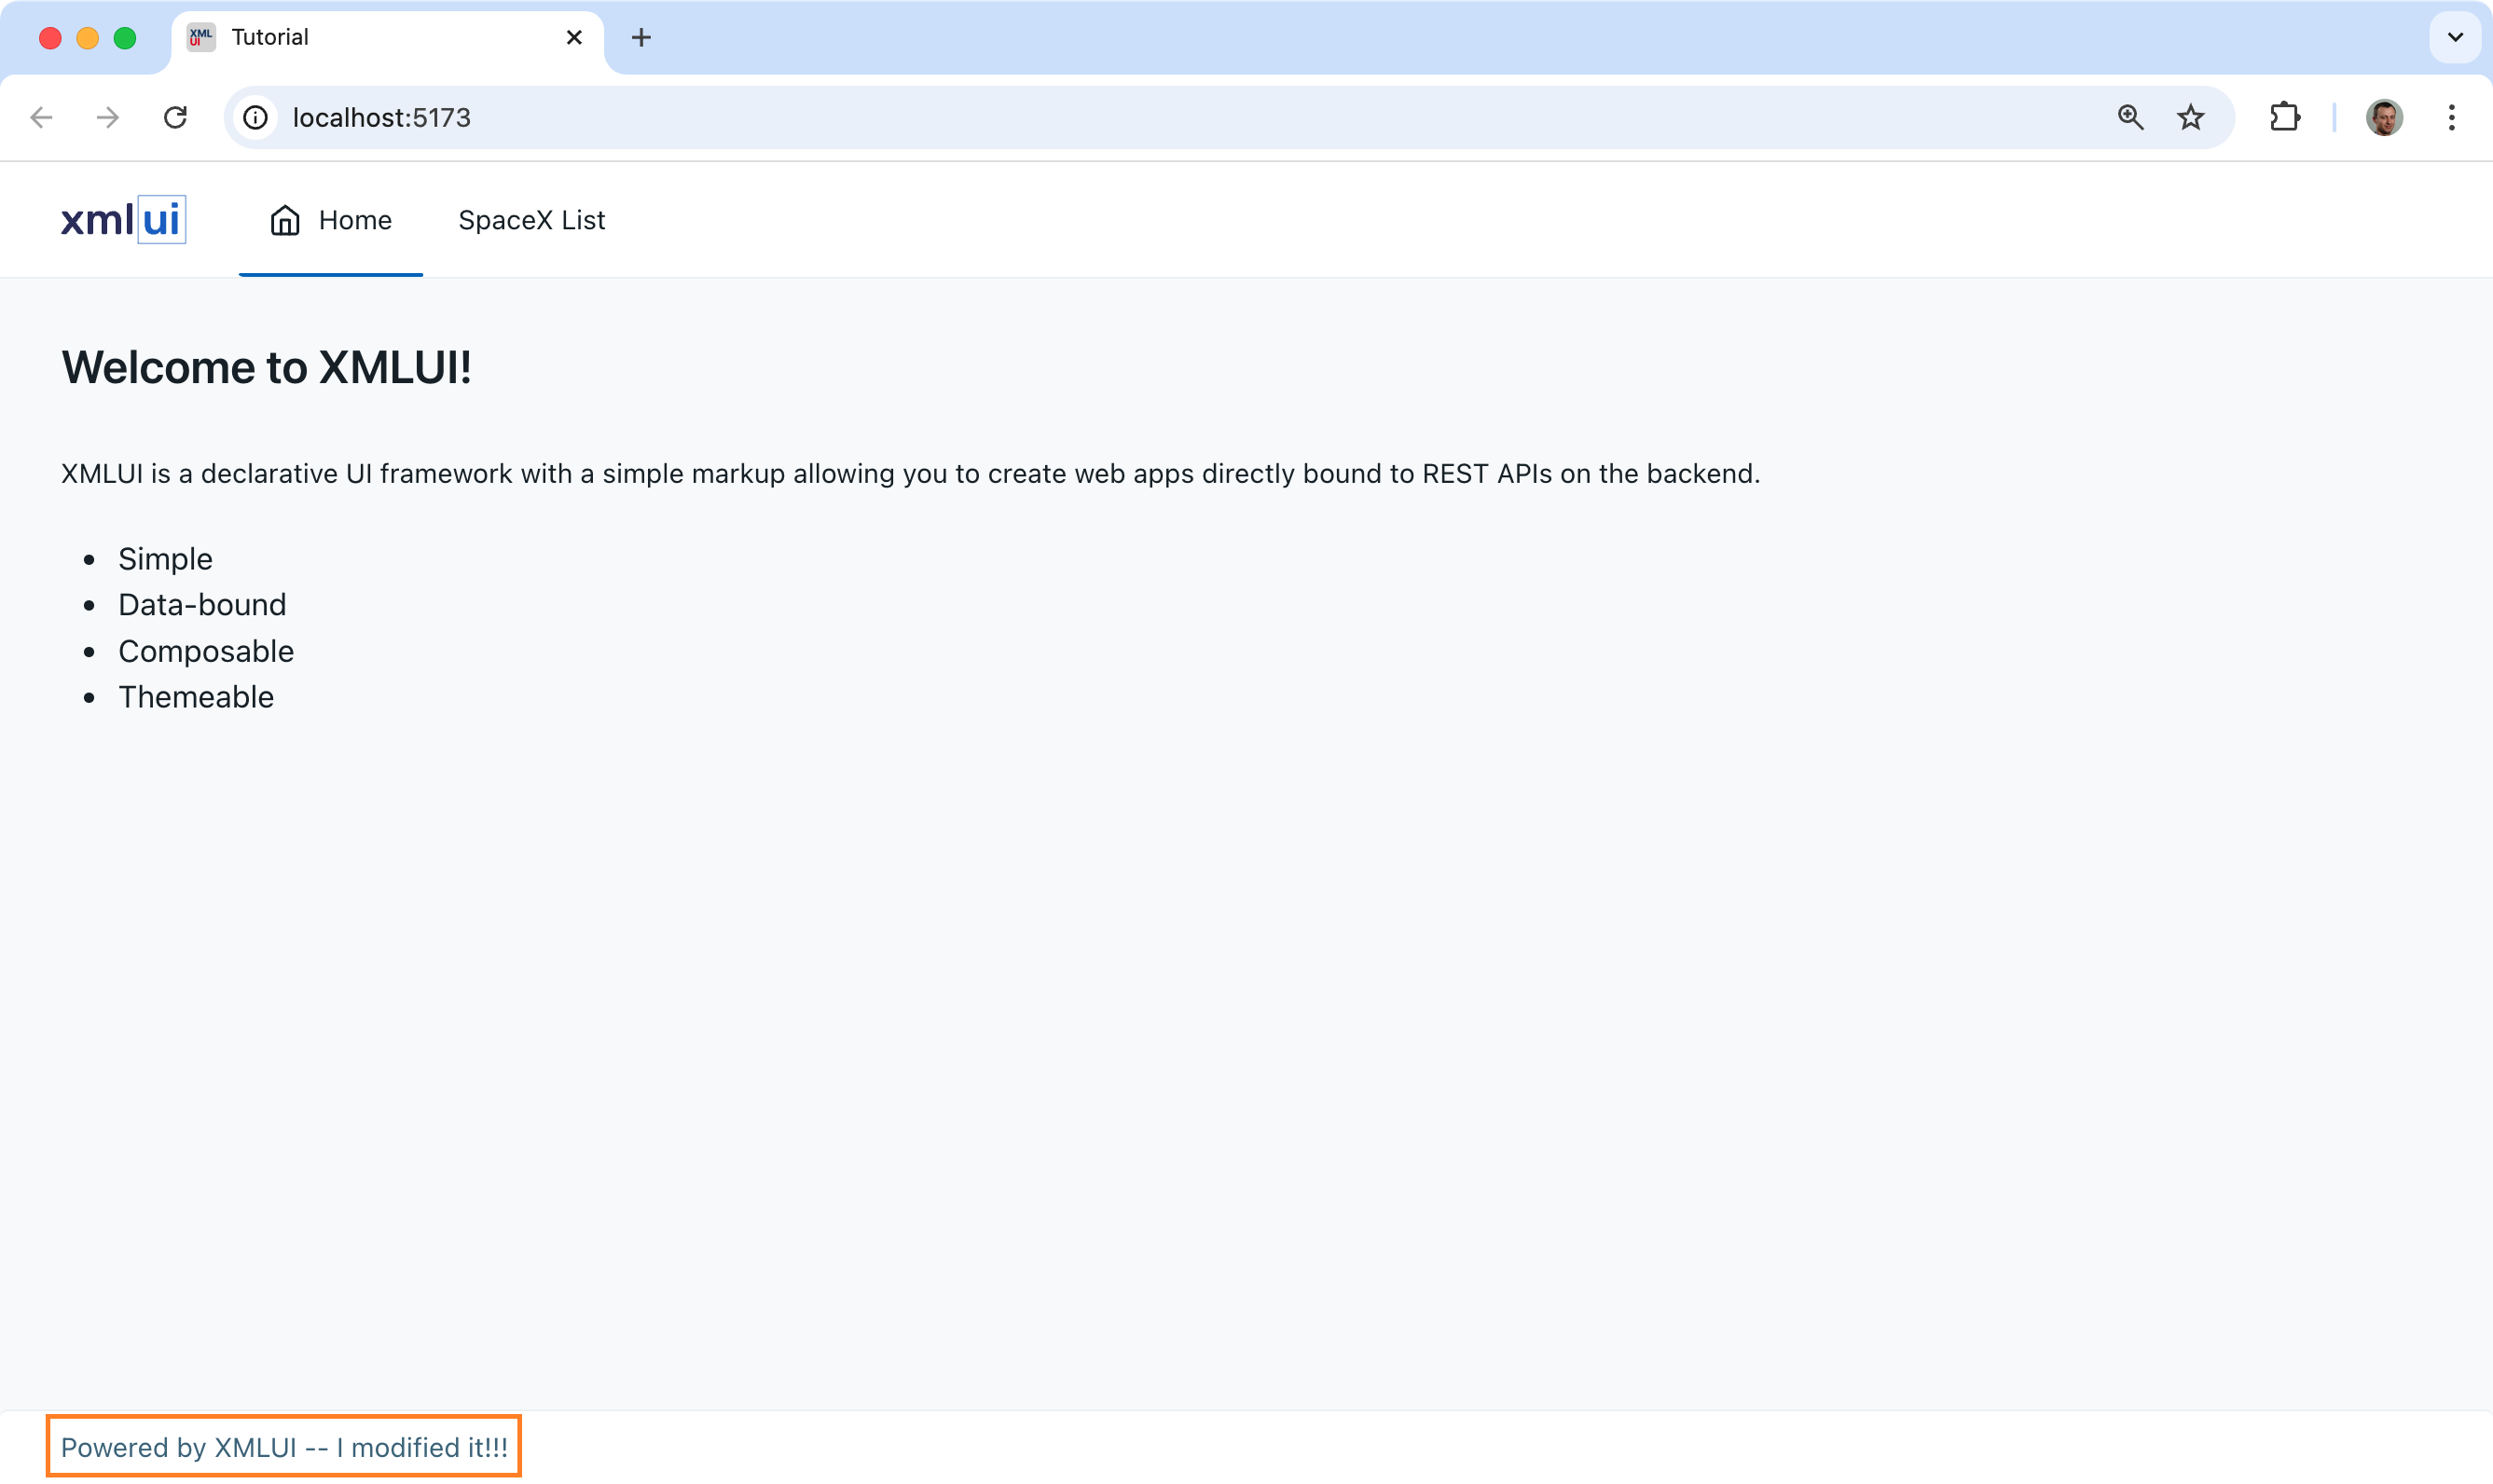 XML
UI
Tutorial
localhost:5173
xmlui
Home
SpaceX List
Welcome to XMLUI!
XMLUI is a declarative UI framework with a simple markup allowing you to create web apps directly bound to REST APIs on the backend.
Simple
Data-bound
Composable
Themeable
Powered by XMLUI -- I modified it!!!